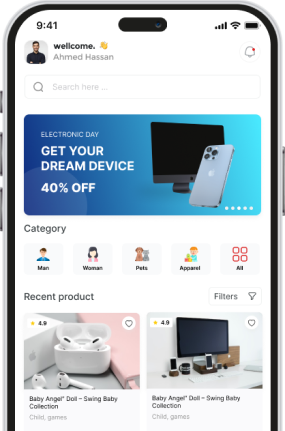 9:41
wellcome. 👋
Ahmed Hassan
Search here ...
ELECTRONIC DAY
GET YOUR
DREAM DEVICE
40% OFF
Category
Man
Woman
Pets
Apparel
All
Recent product
Filters
4.9
4.9
Baby Angel" Doll – Swing Baby
Collection
Child, games
Baby Angel" Doll – Swing Baby
Collection
Child, games